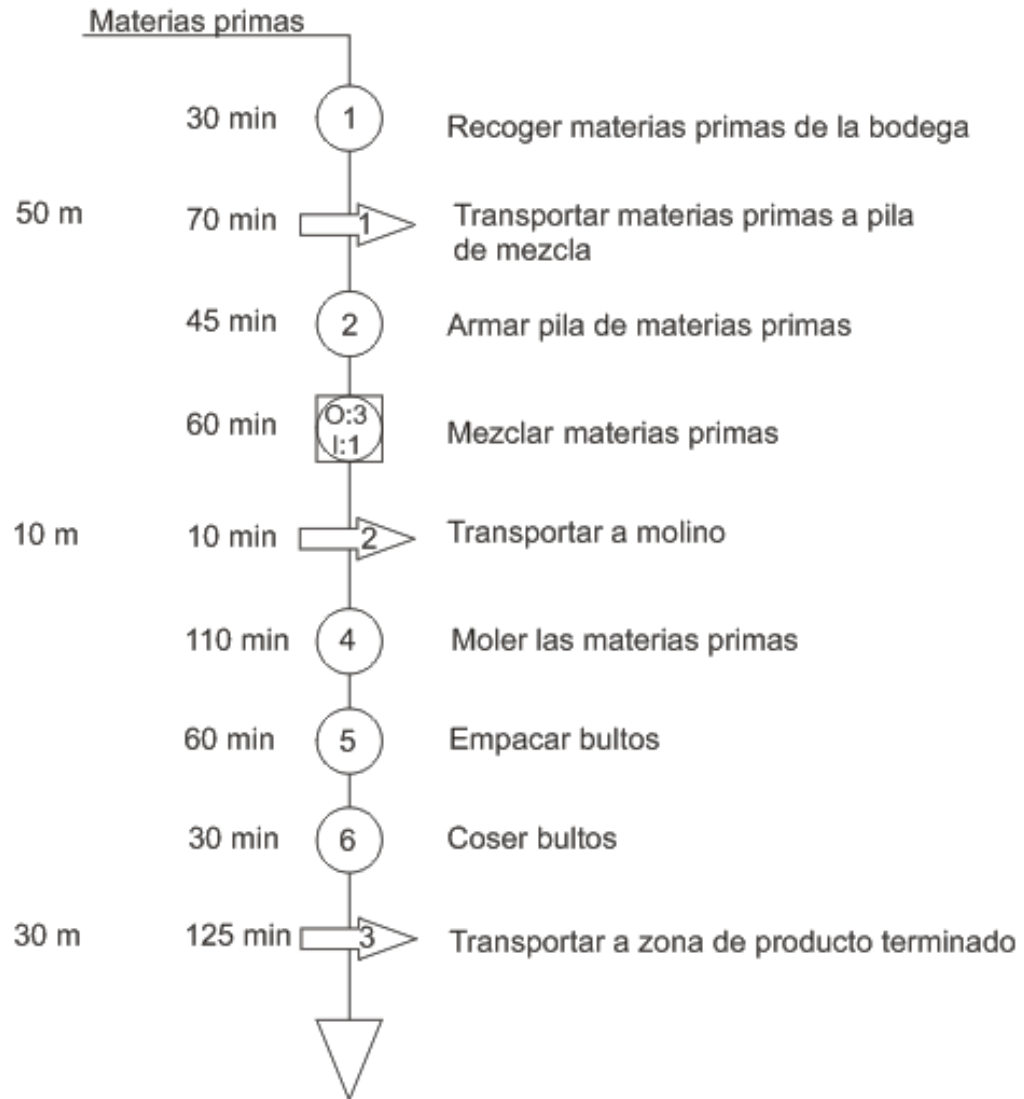 Materias primas
30 min 1 Recoger materias primas de la bodega
50 m 70 min 1 Transportar materias primas a pila
de mezcla
45 min 2 Armar pila de materias primas
60 min O:3 Mezclar materias primas
I:1
10 m 10 min 2 Transportar a molino
110 min 4 Moler las materias primas
60 min 5 Empacar bultos
30 min 6 Coser bultos
30 m 125 min 3 Transportar a zona de producto terminado